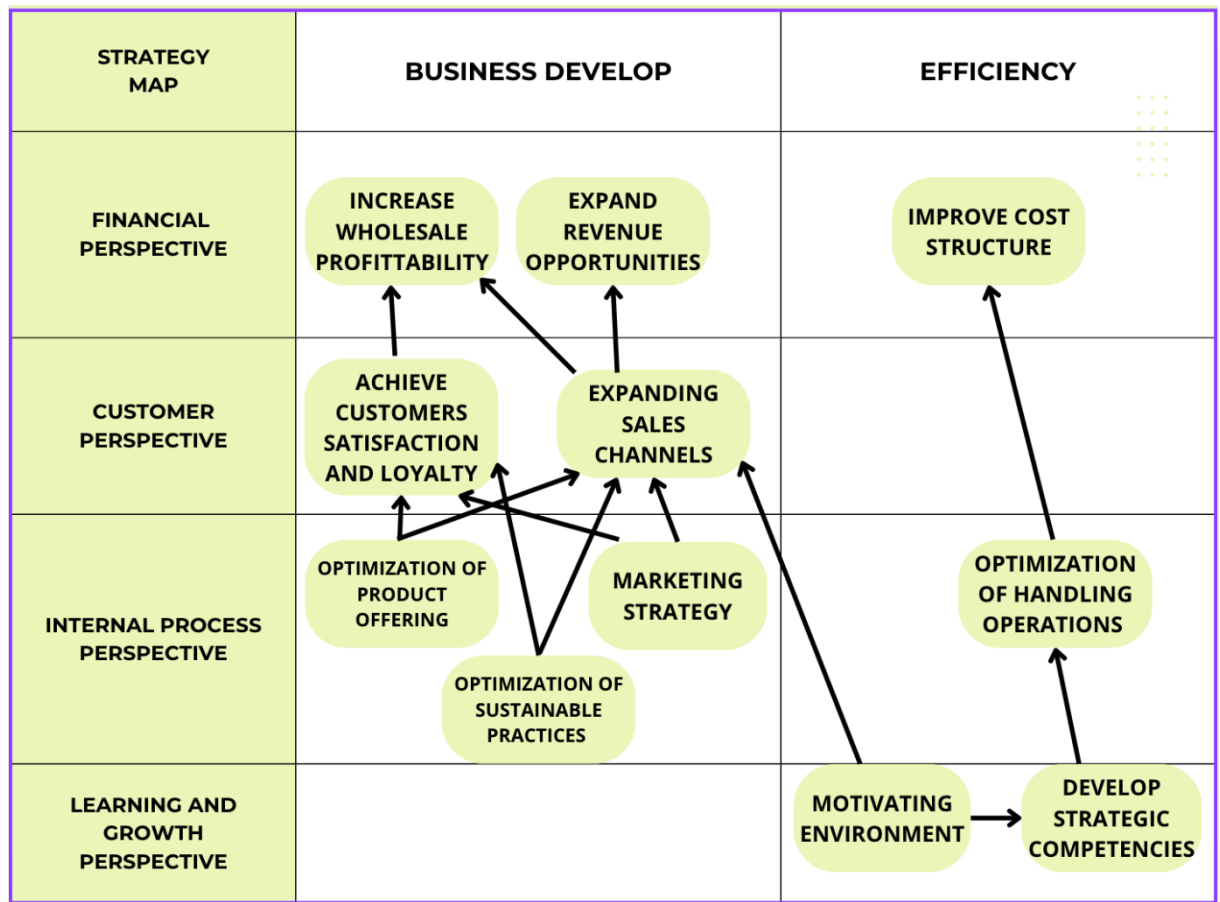 STRATEGY
MAP
BUSINESS DEVELOP
EFFICIENCY
FINANCIAL
PERSPECTIVE
INCREASE
WHOLESALE
PROFITTABILITY
EXPAND
REVENUE
OPPORTUNITIES
IMPROVE COST
STRUCTURE
CUSTOMER
PERSPECTIVE
ACHIEVE
CUSTOMERS
SATISFACTION
AND LOYALTY
EXPANDING
SALES
CHANNELS
INTERNAL PROCESS
PERSPECTIVE
OPTIMIZATION OF
PRODUCT
OFFERING
MARKETING
STRATEGY
OPTIMIZATION
OF HANDLING
OPERATIONS
OPTIMIZATION OF
SUSTAINABLE
PRACTICES
LEARNING AND
GROWTH
PERSPECTIVE
MOTIVATING
ENVIRONMENT
DEVELOP
STRATEGIC
COMPETENCIES